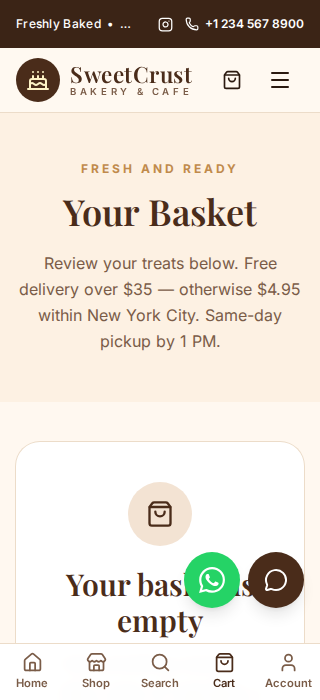 Freshly Baked • ...
+1 234 567 8900
SweetCrust
BAKERY & CAFE
FRESH AND READY
Your Basket
Review your treats below. Free
delivery over $35 — otherwise $4.95
within New York City. Same-day
pickup by 1 PM.
Your
empty
Home
Shop
Search
Cart
Account